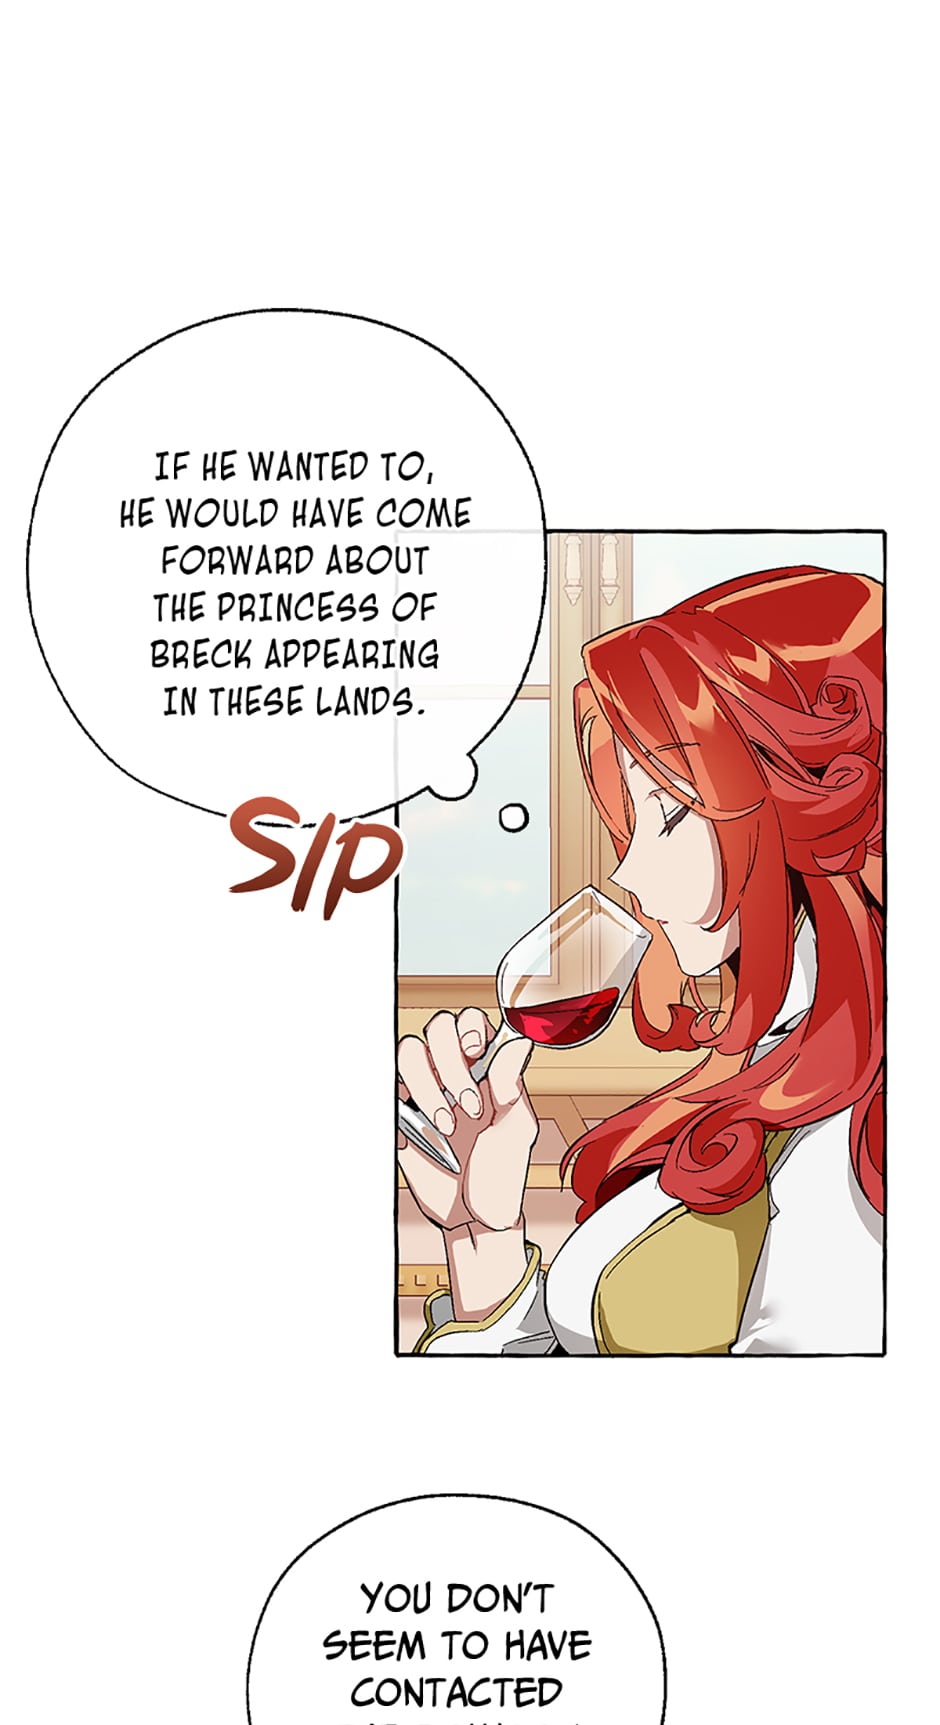 IF HE WANTED TO,
HE WOULD HAVE COME
FORWARD ABOUT
THE PRINCESS OF
BRECK APPEARING
IN THESE LANDS.
SIP
YOU DON'T
SEEM TO HAVE
CONTACTED